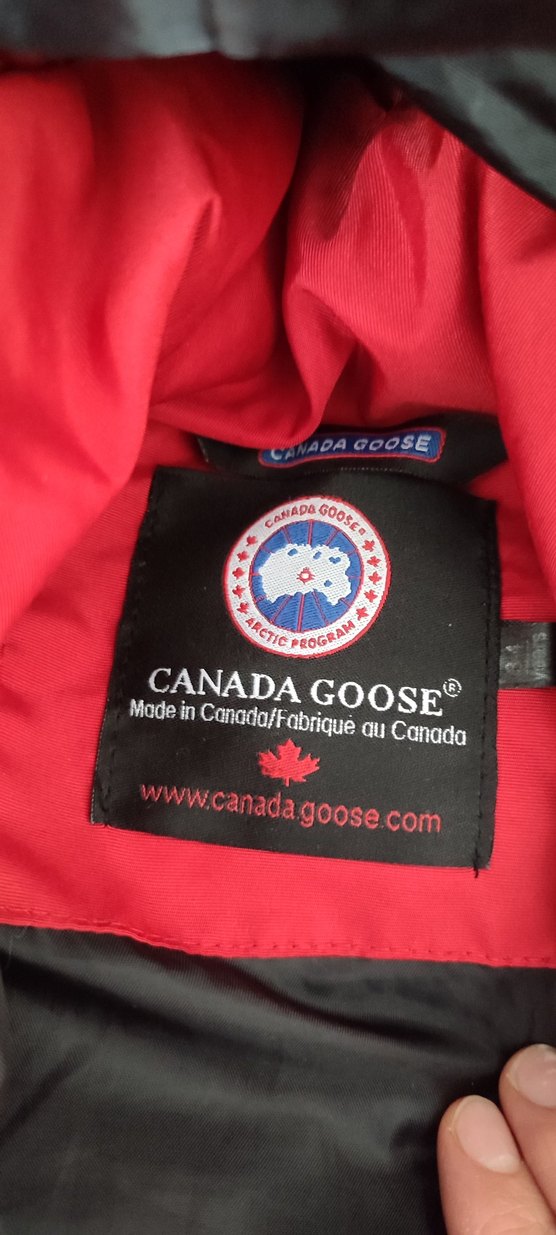 CANADA GOOSE
CANADA GOOSE®
ARCTIC PROGRAM
CANADA GOOSE®
Made in Canada/Fabriqué au Canada
www.canada.goose.com